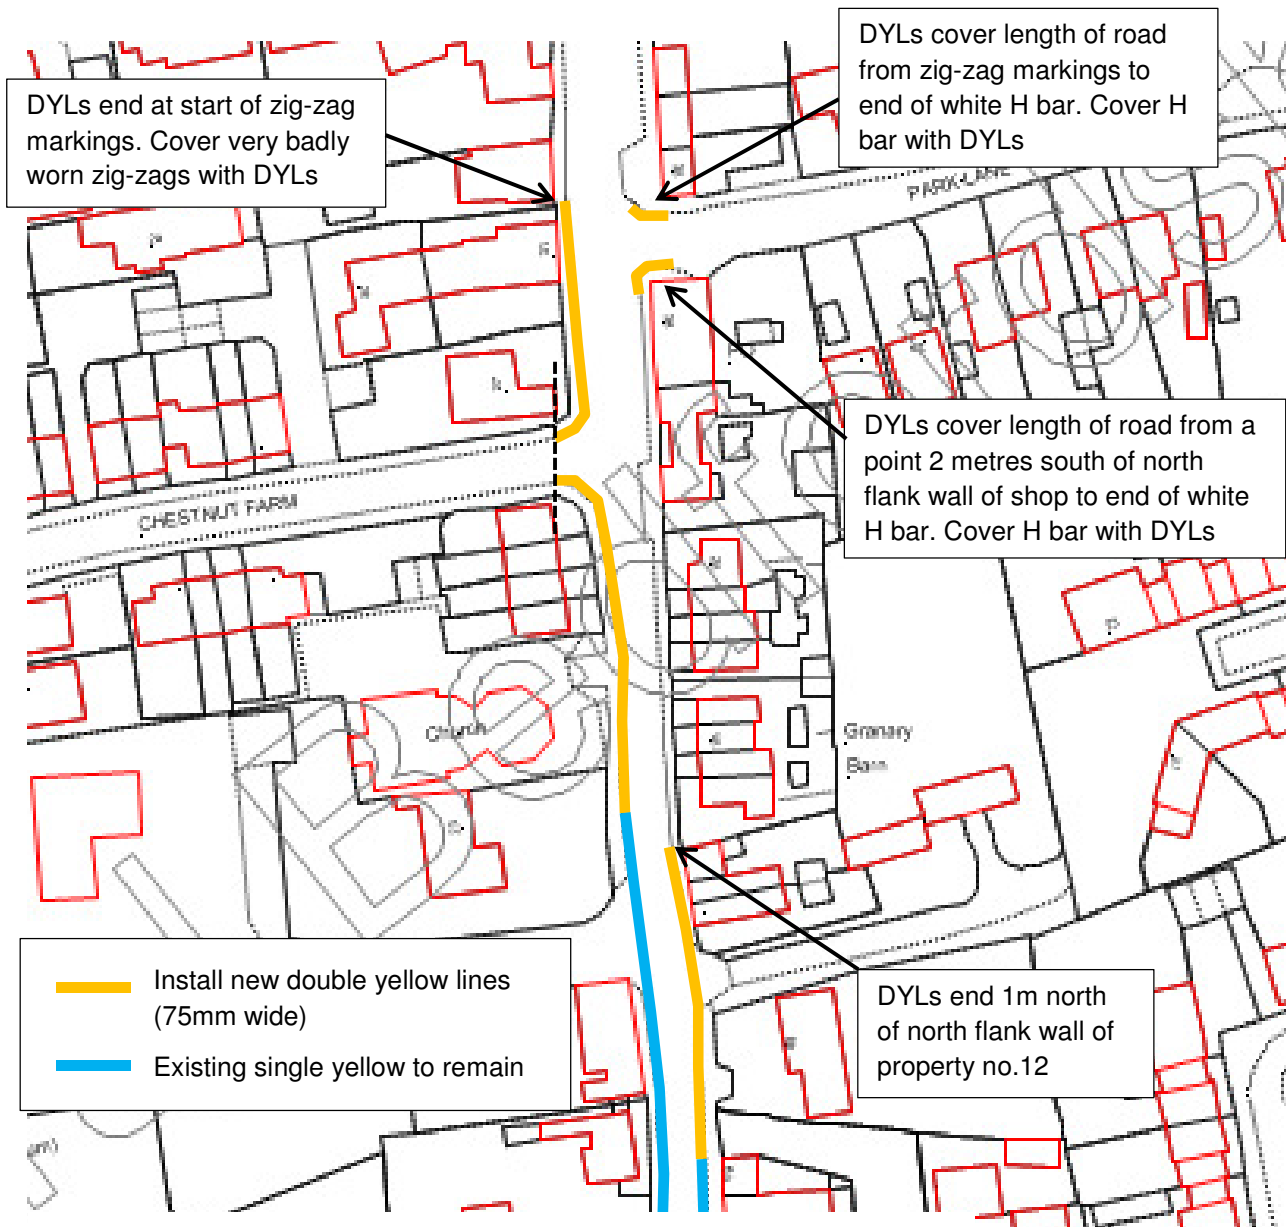 DYLs cover length of road
from zig-zag markings to
end of white H bar. Cover H
bar with DYLs
DYLs end at start of zig-zag
markings. Cover very badly
worn zig-zags with DYLs
PARK LANE
DYLs cover length of road from a
point 2 metres south of north
flank wall of shop to end of white
H bar. Cover H bar with DYLs
CHESTNUT FARM
Church
Granary
Barn
Install new double yellow lines
(75mm wide)
Existing single yellow to remain
DYLs end 1m north
of north flank wall of
property no.12